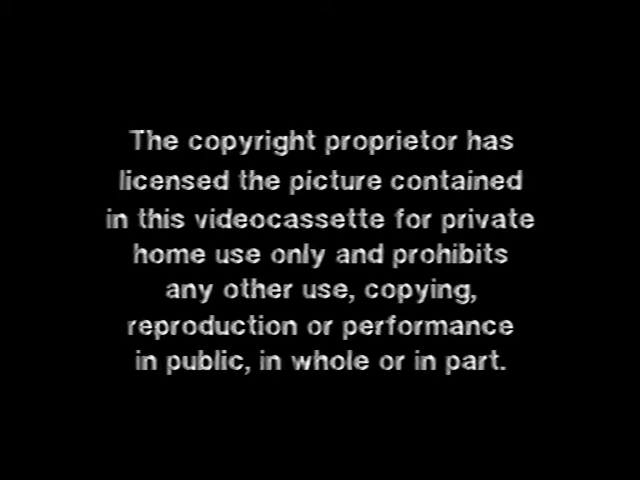 The copyright proprietor has
licensed the picture contained
in this videocassette for private
home use only and prohibits
any other use, copying,
reproduction or performance
in public, in whole or in part.